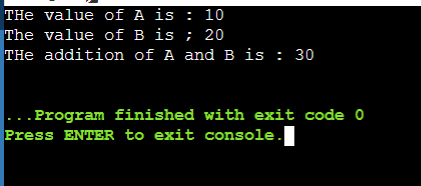 THe value of A is : 10
The value of B is ; 20
THe addition of A and B is : 30
...Program finished with exit code 0
Press ENTER to exit console.